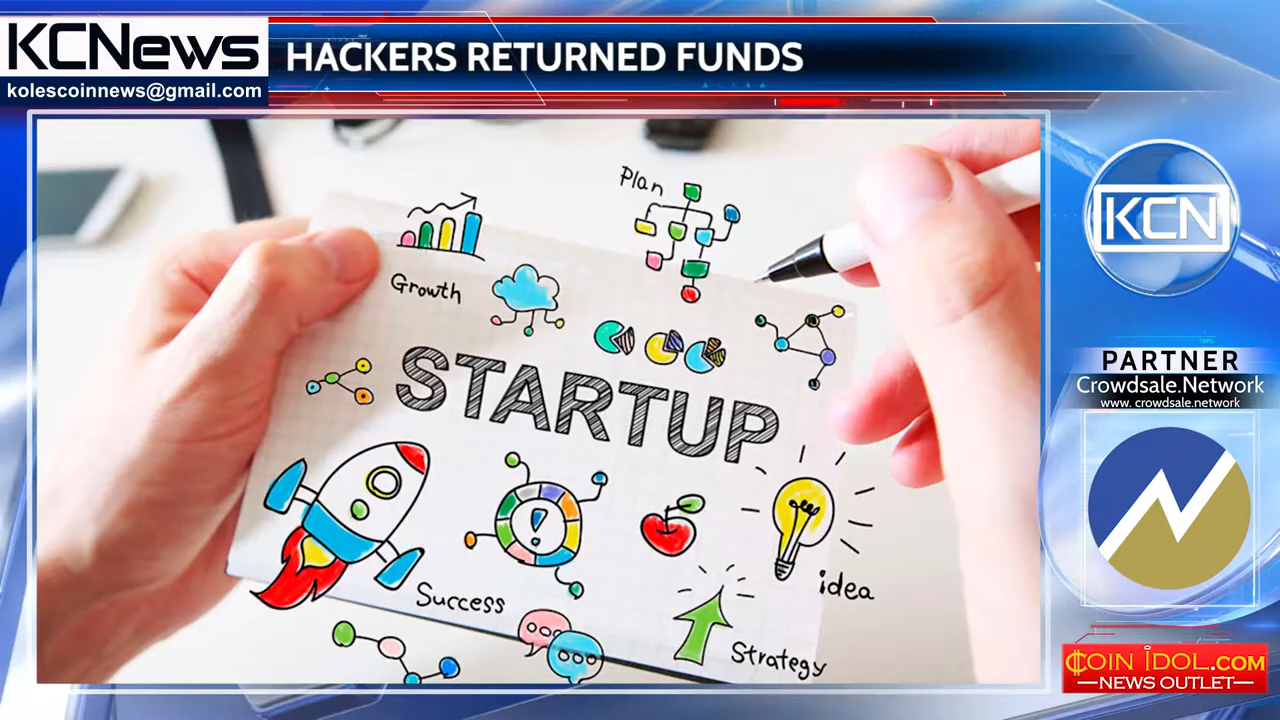 KCNews
kolescoinnews@gmail.com
HACKERS RETURNED FUNDS
Plan
Growth
STARTUP
idea
Success
Strategy
KCN
PARTNER
Crowdsale.Network
www. crowdsale.network
COIN IDOL.COM
NEWS OUTLET